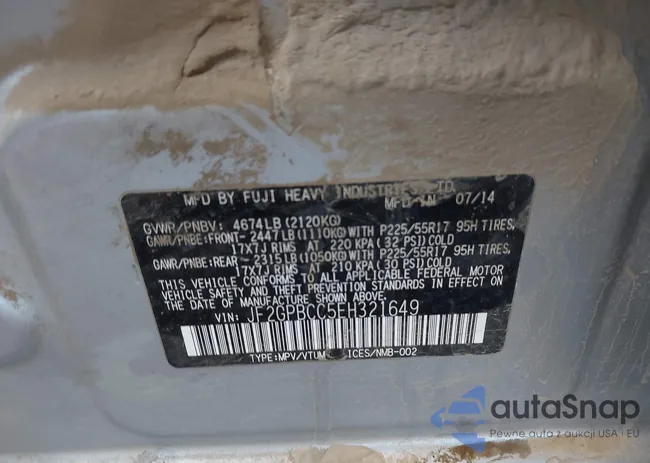 MFD BY FUJI HEAVY INDUSTRIES LTD.
MFD IN 07/14
GVWR/PNBV: 4674LB(2120KG)
GAWR/PNBE:FRONT-2447LB(1110KG)WITH P225/55R17 95H TIRES,
17X7J RIMS AT 220 KPA(32 PSI)COLD
GAWR/PNBE:REAR -2315LB(1050KG)WITH P225/55R17 95H TIRES,
17X7J RIMS AT 210 KPA(30 PSI)COLD
THIS VEHICLE CONFORMS TO ALL APPLICABLE FEDERAL MOTOR
VEHICLE SAFETY AND BUMPER STANDARDS IN EFFECT ON
THE DATE OF MANUFACTURE SHOWN ABOVE.
VIN: JF2GPBCC5EH321649
TYPE:MPV/VTUM ICES/NMB-002
autaSnap
Pewne auta z aukcji USA i EU